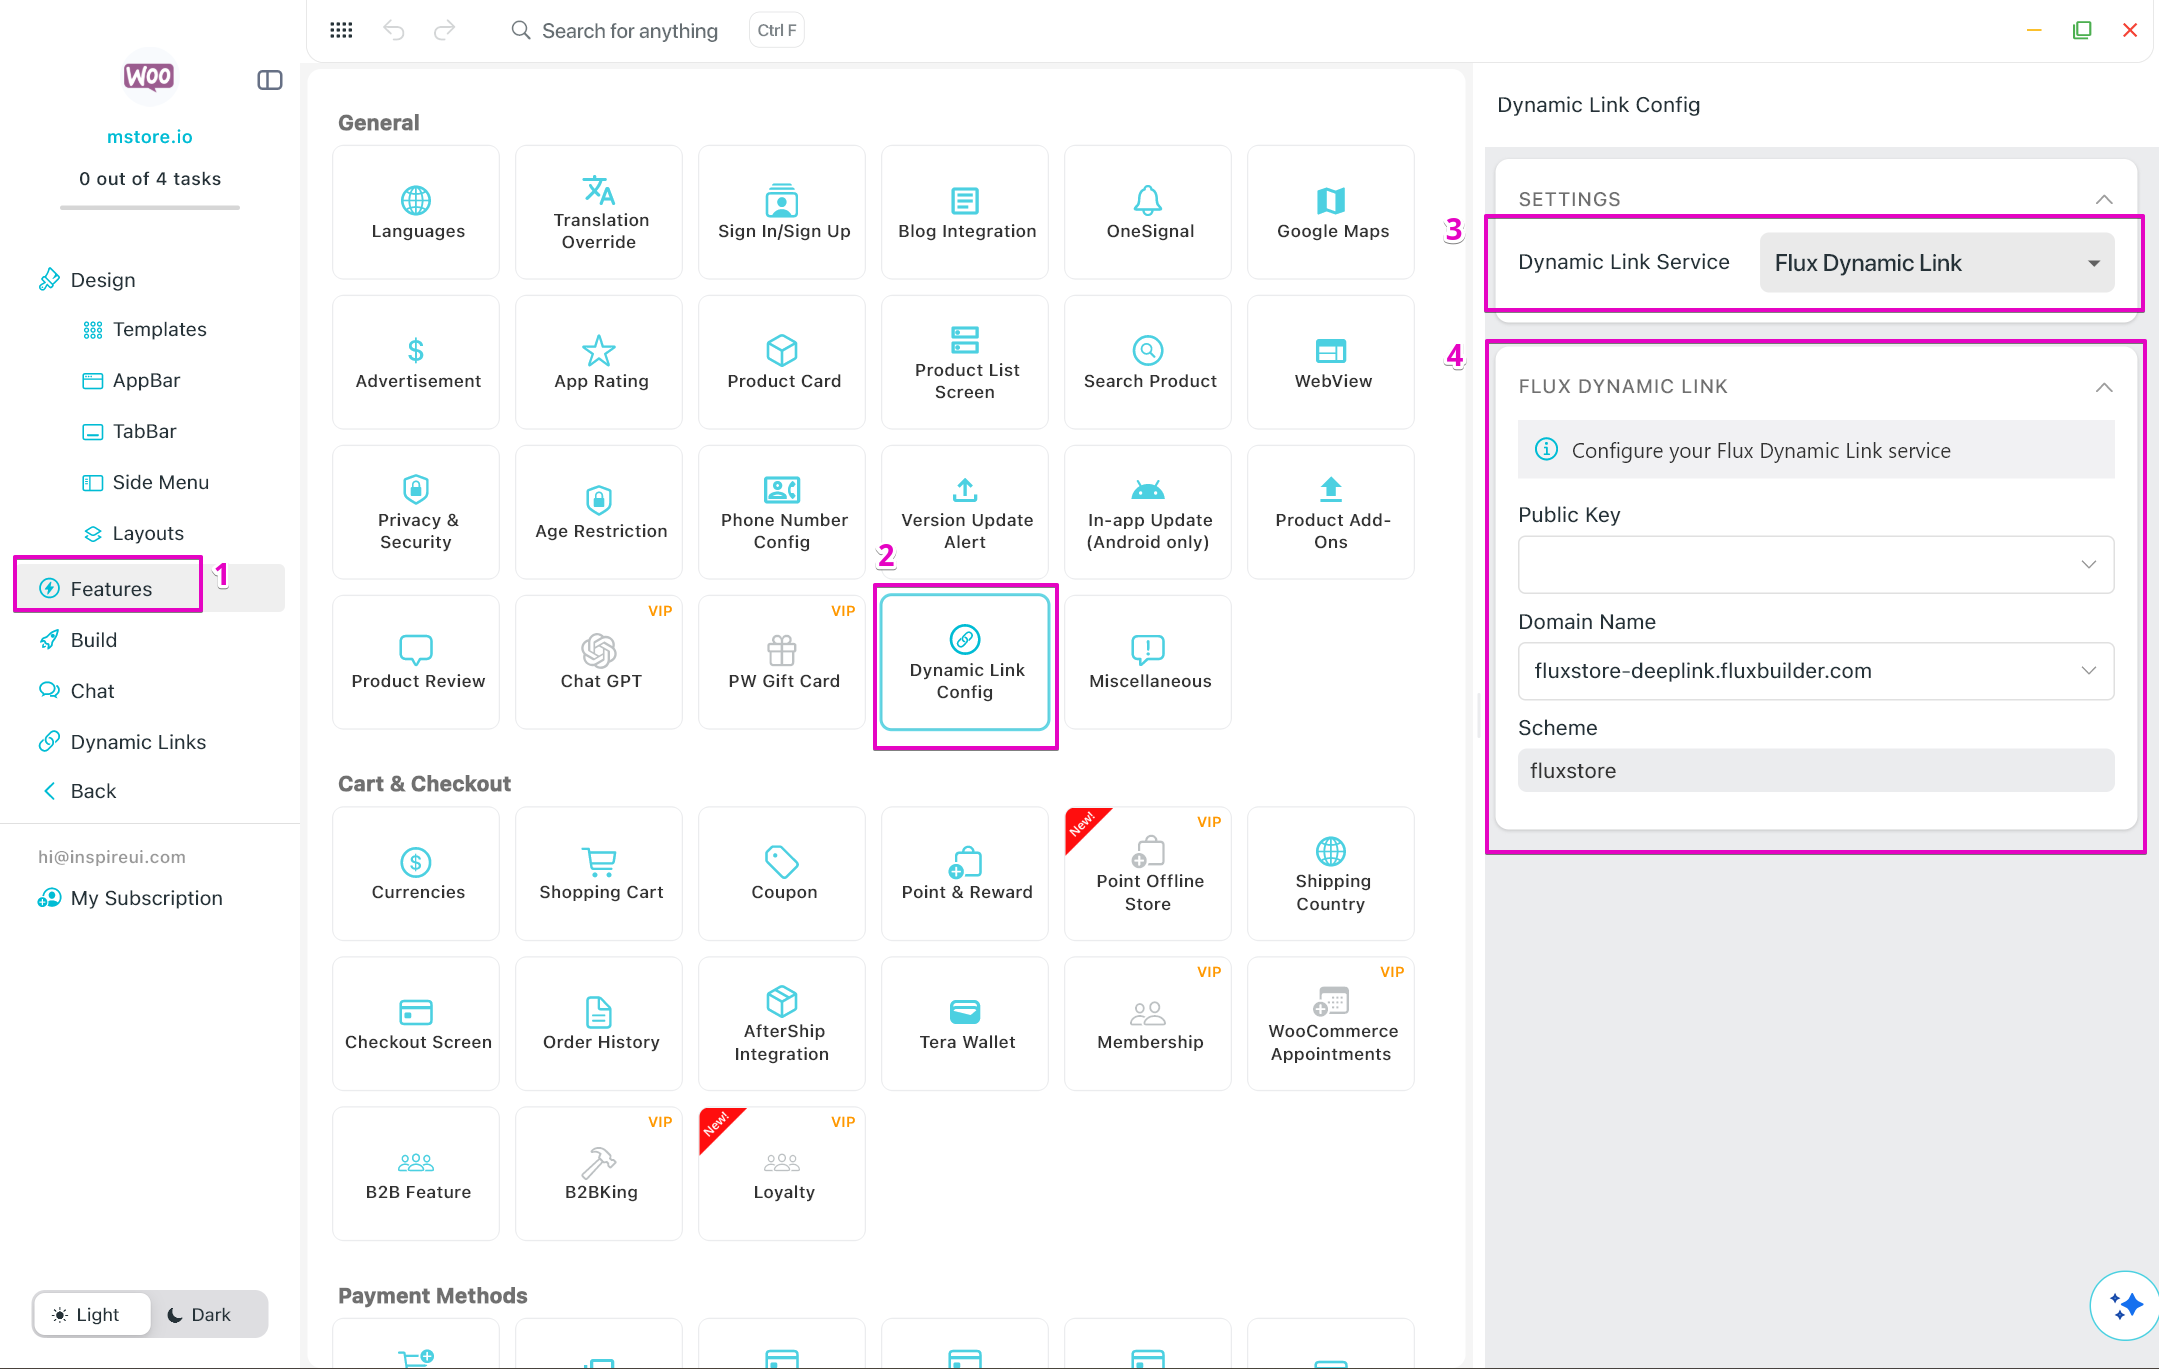 WOO
mstore.io
0 out of 4 tasks
Design
Templates
AppBar
TabBar
Side Menu
Layouts
Features
1
Build
Chat
Dynamic Links
Back
hi@inspireui.com
My Subscription
Light
Dark
Search for anything
Ctrl F
General
Languages
Translation
Override
Sign In/Sign Up
Blog Integration
OneSignal
Google Maps
Advertisement
App Rating
Product Card
Product List
Screen
Search Product
WebView
Privacy &
Security
Age Restriction
Phone Number
Config
Version Update
Alert
In-app Update
(Android only)
Product Add-
Ons
2
Product Review
VIP
Chat GPT
VIP
PW Gift Card
Dynamic Link
Config
Miscellaneous
Cart & Checkout
Currencies
Shopping Cart
Coupon
Point & Reward
New!
VIP
Point Offline
Store
Shipping
Country
Checkout Screen
Order History
AfterShip
Integration
Tera Wallet
VIP
Membership
VIP
WooCommerce
Appointments
B2B Feature
VIP
B2BKing
New!
VIP
Loyalty
Payment Methods
Dynamic Link Config
SETTINGS
3
Dynamic Link Service
Flux Dynamic Link
4
FLUX DYNAMIC LINK
Configure your Flux Dynamic Link service
Public Key
Domain Name
fluxstore-deeplink.fluxbuilder.com
Scheme
fluxstore